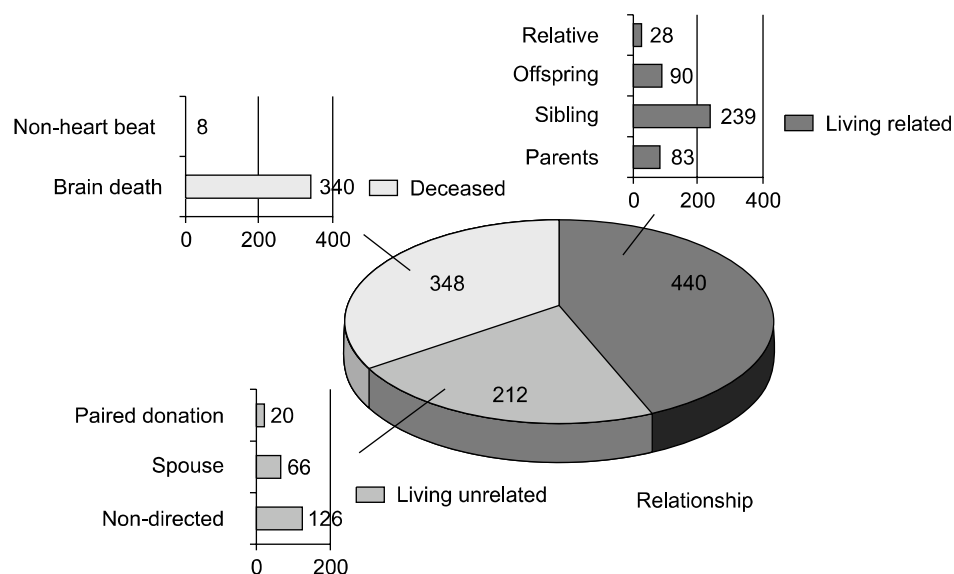 Relative 28
Offspring 90
Sibling 239
Parents 83
0 200 400
Living related
Non-heart beat 8
Brain death 340
0 200 400
Deceased
348
440
212
Paired donation 20
Spouse 66
Non-directed 126
0 200
Living unrelated
Relationship